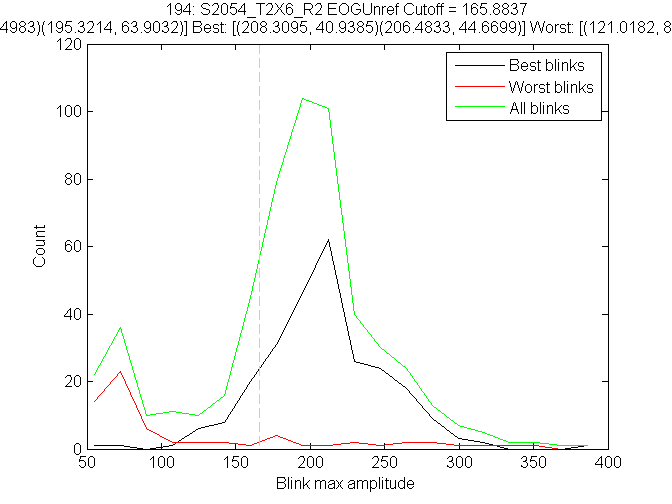 194: S2054_T2X6_R2 EOGUnref Cutoff = 165.8837
4983)(195.3214, 63.9032)] Best: [(208.3095, 40.9385)(206.4833, 44.6699)] Worst: [(121.0182, 8
120
100
80
60
40
20
0
Count
Best blinks
Worst blinks
All blinks
50
100
150
200
250
300
350
400
Blink max amplitude